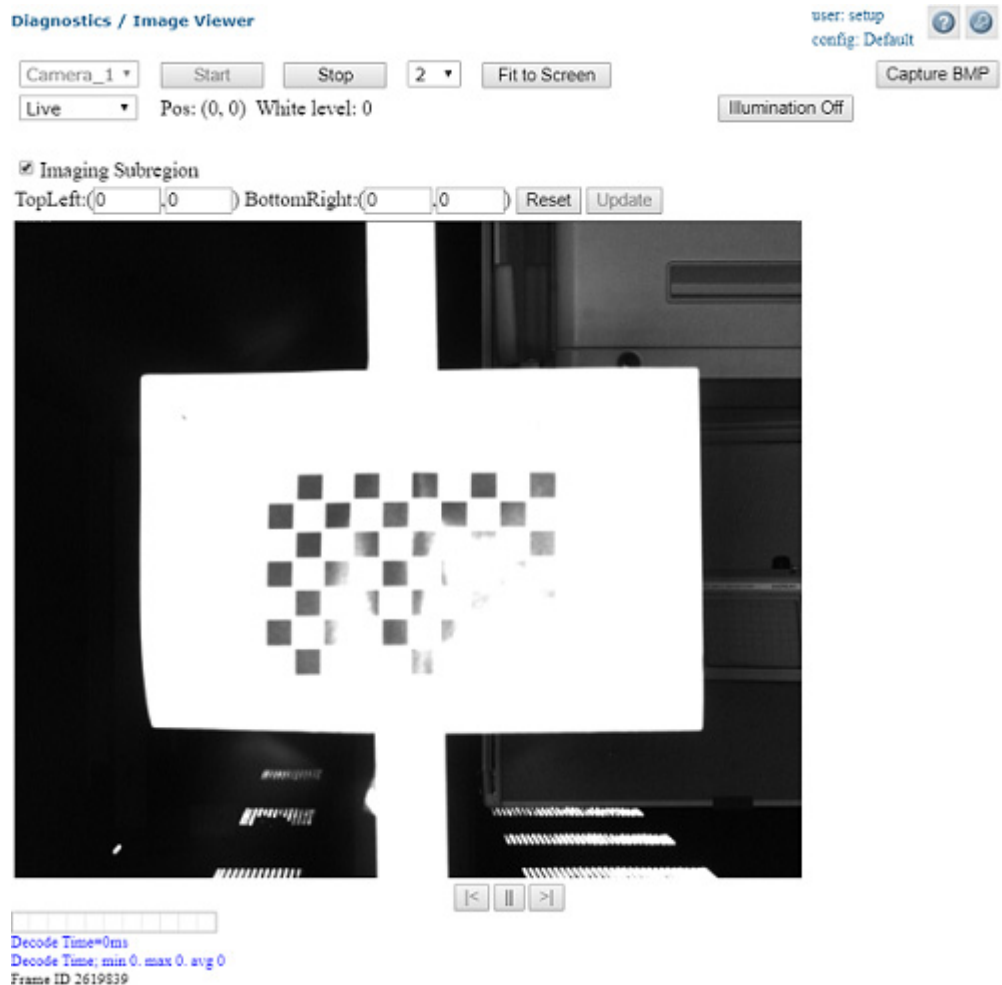 Diagnostics / Image Viewer
user: setup
config: Default
Camera_1 Start Stop 2 Fit to Screen Capture BMP
Live Pos: (0, 0) White level: 0 Illumination Off
Imaging Subregion
TopLeft:(0 ,0 ) BottomRight:(0 ,0 ) Reset Update
|< || >|
Decode Time=0ms
Decode Time; min 0. max 0. avg 0
Frame ID 2619839